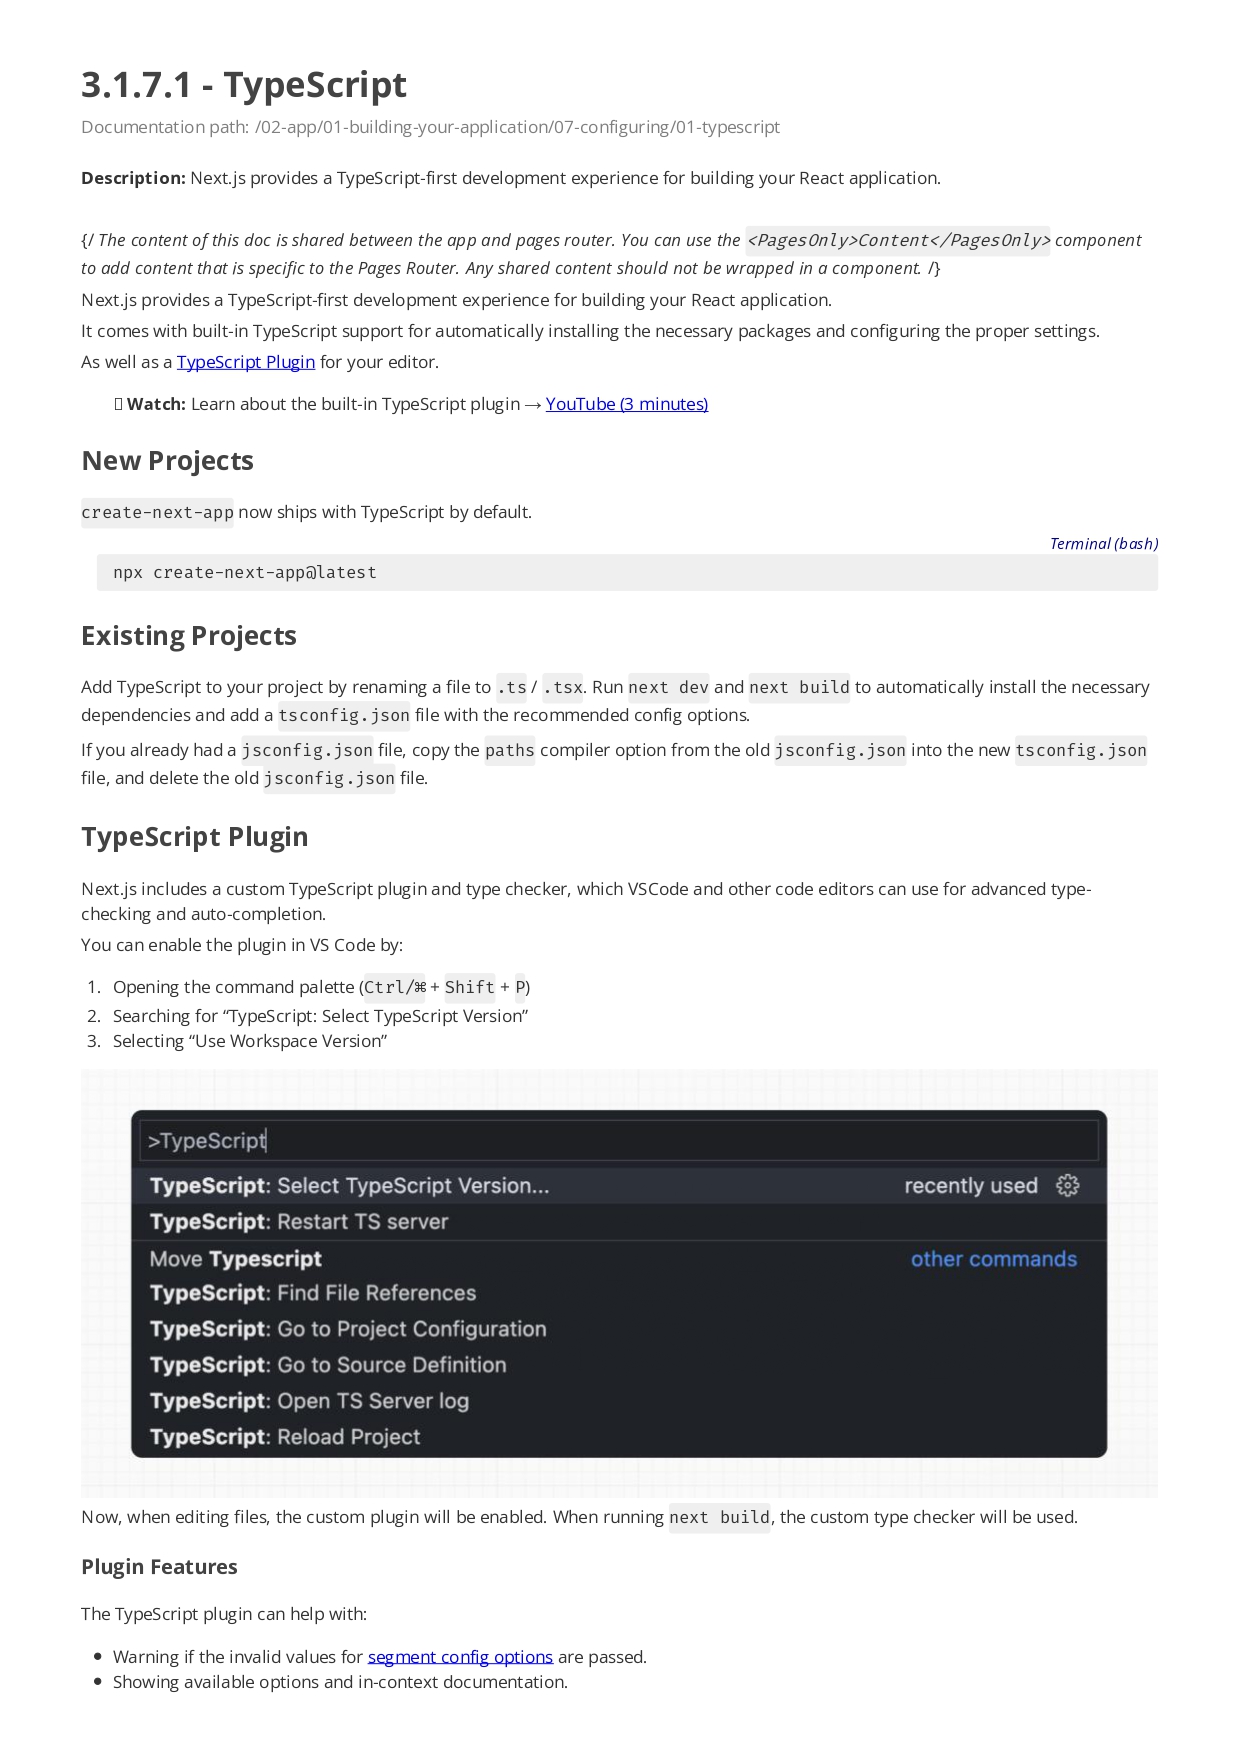 3.1.7.1 - TypeScript
Documentation path: /02-app/01-building-your-application/07-configuring/01-typescript
Description: Next.js provides a TypeScript-first development experience for building your React application.
{/ The content of this doc is shared between the app and pages router. You can use the <PagesOnly>Content</PagesOnly> component
to add content that is specific to the Pages Router. Any shared content should not be wrapped in a component. /}
Next.js provides a TypeScript-first development experience for building your React application.
It comes with built-in TypeScript support for automatically installing the necessary packages and configuring the proper settings.
As well as a TypeScript Plugin for your editor.
Watch: Learn about the built-in TypeScript plugin → YouTube (3 minutes)
New Projects
create-next-app now ships with TypeScript by default.
Terminal (bash)
npx create-next-app@latest
Existing Projects
Add TypeScript to your project by renaming a file to .ts / .tsx. Run next dev and next build to automatically install the necessary
dependencies and add a tsconfig.json file with the recommended config options.
If you already had a jsconfig.json file, copy the paths compiler option from the old jsconfig.json into the new tsconfig.json
file, and delete the old jsconfig.json file.
TypeScript Plugin
Next.js includes a custom TypeScript plugin and type checker, which VSCode and other code editors can use for advanced type-
checking and auto-completion.
You can enable the plugin in VS Code by:
1. Opening the command palette (Ctrl/⌘ + Shift + P)
2. Searching for “TypeScript: Select TypeScript Version”
3. Selecting “Use Workspace Version”
>TypeScript
TypeScript: Select TypeScript Version... recently used
TypeScript: Restart TS server
Move Typescript other commands
TypeScript: Find File References
TypeScript: Go to Project Configuration
TypeScript: Go to Source Definition
TypeScript: Open TS Server log
TypeScript: Reload Project
Now, when editing files, the custom plugin will be enabled. When running next build, the custom type checker will be used.
Plugin Features
The TypeScript plugin can help with:
• Warning if the invalid values for segment config options are passed.
• Showing available options and in-context documentation.